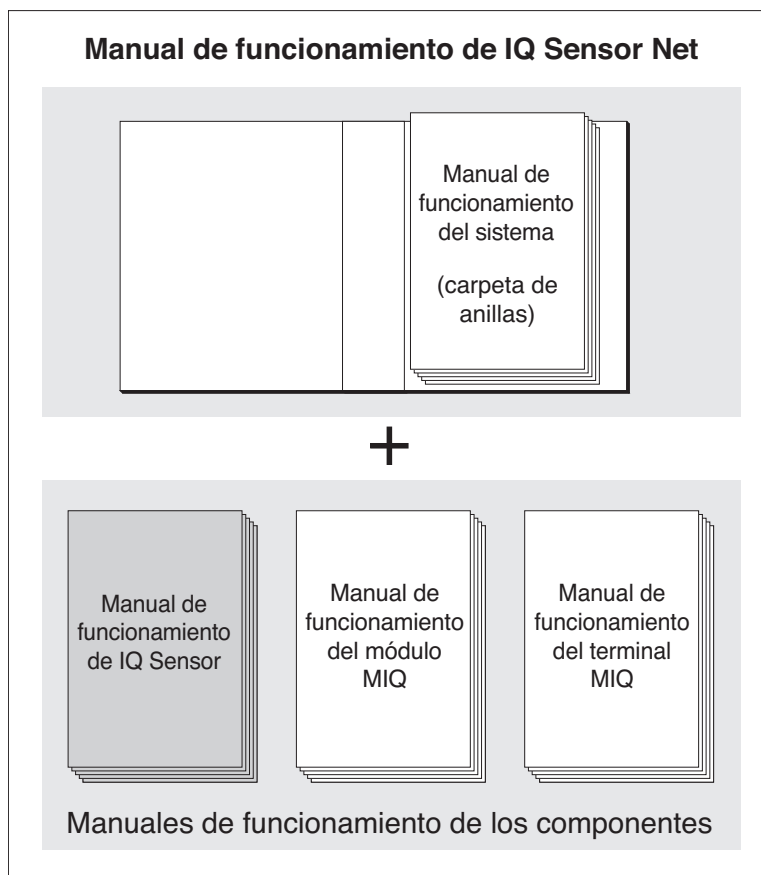 Manual de funcionamiento de IQ Sensor Net
Manual de
funcionamiento
del sistema
(carpeta de
anillas)
+
Manual de
funcionamiento
de IQ Sensor
Manual de
funcionamiento
del módulo
MIQ
Manual de
funcionamiento
del terminal
MIQ
Manuales de funcionamiento de los componentes